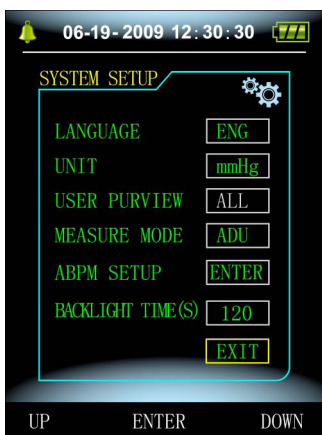 06-19-2009 12:30:30
SYSTEM SETUP
LANGUAGE ENG
UNIT mmHg
USER PURVIEW ALL
MEASURE MODE ADU
ABPM SETUP ENTER
BACKLIGHT TIME(S) 120
EXIT
UP ENTER DOWN